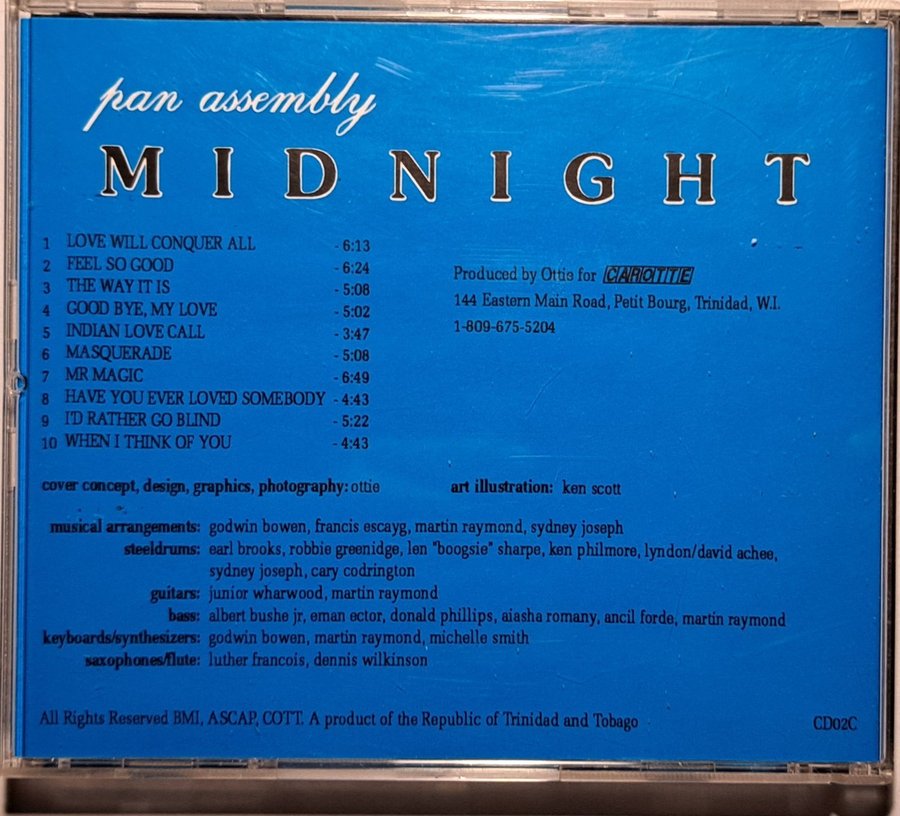 pan assembly
MIDNIGHT
1 LOVE WILL CONQUER ALL - 6:13
2 FEEL SO GOOD - 6:24
3 THE WAY IT IS - 5:08
4 GOOD BYE, MY LOVE - 5:02
5 INDIAN LOVE CALL - 3:47
6 MASQUERADE - 5:08
7 MR MAGIC - 6:49
8 HAVE YOU EVER LOVED SOMEBODY - 4:43
9 I'D RATHER GO BLIND - 5:22
10 WHEN I THINK OF YOU - 4:43
Produced by Ottie for CAROTTE
144 Eastern Main Road, Petit Bourg, Trinidad, W.I.
1-809-675-5204
cover concept, design, graphics, photography: ottie
art illustration: ken scott
musical arrangements: godwin bowen, francis escayg, martin raymond, sydney joseph
steeldrums: earl brooks, robbie greenidge, len "boogsie" sharpe, ken philmore, lyndon/david achee,
sydney joseph, cary codrington
guitars: junior wharwood, martin raymond
bass: albert bushe jr, eman ector, donald phillips, aiasha romany, ancil forde, martin raymond
keyboards/synthesizers: godwin bowen, martin raymond, michelle smith
saxophones/flute: luther francois, dennis wilkinson
All Rights Reserved BMI, ASCAP, COTT. A product of the Republic of Trinidad and Tobago
CD02C